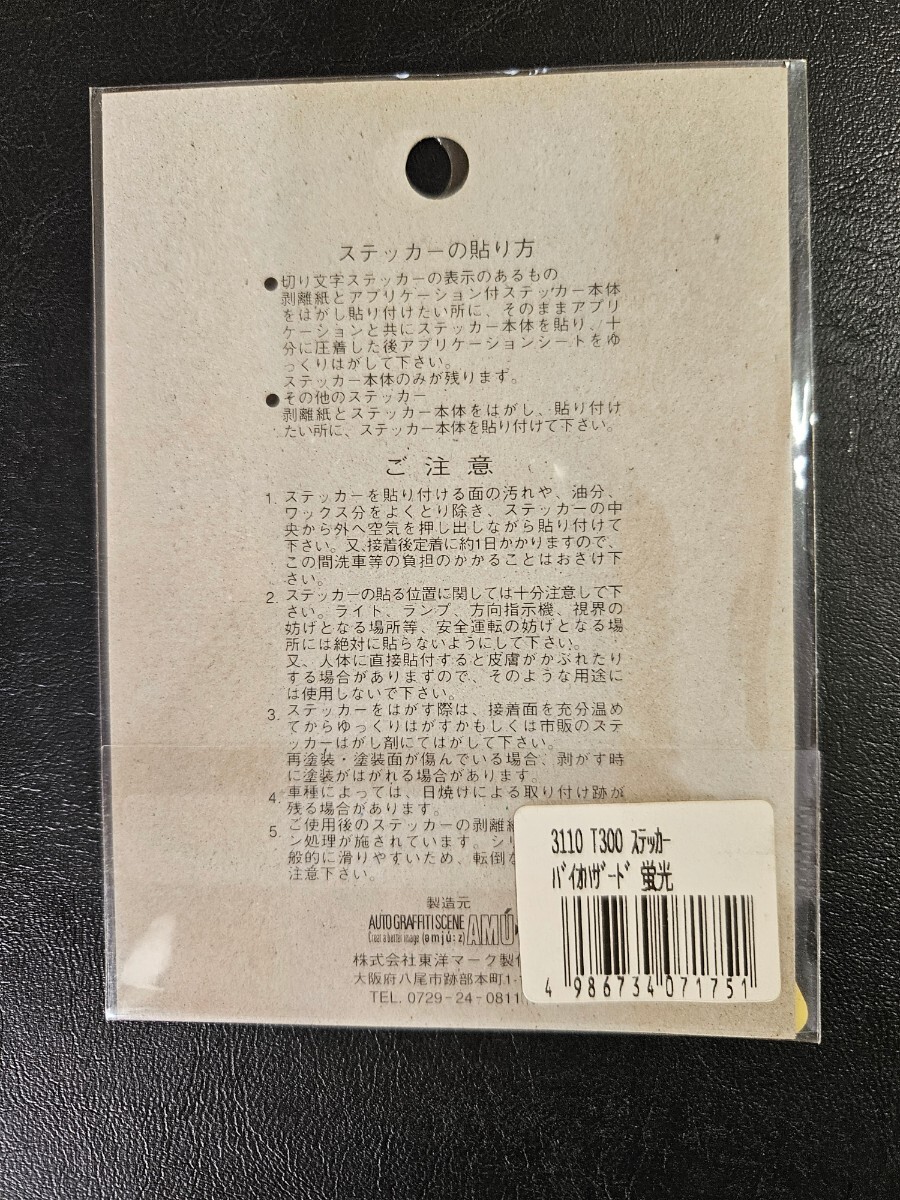 ステッカーの貼り方
●切り文字ステッカーの表示のあるもの
剥離紙とアプリケーション付ステッカー本体
をはがし貼り付けたい所に、そのままアプリ
ケーションと共にステッカー本体を貼り、十
分に圧着した後アプリケーションシートをゆ
っくりはがして下さい。
ステッカー本体のみが残ります。
●その他のステッカー
剥離紙とステッカー本体をはがし、貼り付け
たい所に、ステッカー本体を貼り付けて下さい。
ご注意
1. ステッカーを貼り付ける面の汚れや、油分、
ワックス分をよくとり除き、ステッカーの中
央から外へ空気を押し出しながら貼り付けて
下さい。又、接着後定着に約1日かかりますので、
この間洗車等の負担のかかることはおさけ下
さい。
2. ステッカーの貼る位置に関しては十分注意して下
さい。ライト、ランプ、方向指示機、視界の
妨げとなる場所等、安全運転の妨げとなる場
所には絶対に貼らないようにして下さい。
又、人体に直接貼付すると皮膚がかぶれたり
する場合がありますので、そのような用途に
は使用しないで下さい。
3. ステッカーをはがす際は、接着面を充分温め
てからゆっくりはがすかもしくは市販のステ
ッカーはがし剤にてはがして下さい。
再塗装・塗装面が傷んでいる場合、剥がす時
に塗装がはがれる場合があります。
4. 車種によっては、日焼けによる取り付け跡が
残る場合があります。
5. ご使用後のステッカーの剥離紙
ン処理が施されています。シリ
般的に滑りやすいため、転倒な
注意下さい。
製造元
AUTO GRAFFITI SCENE
Creat a better image (əmjú:z) AMÚ
株式会社東洋マーク製
大阪府八尾市跡部本町1-
TEL. 0729-24-0811
3110 T300 ステッカー
バイオハザード 蛍光
4 986734 071751